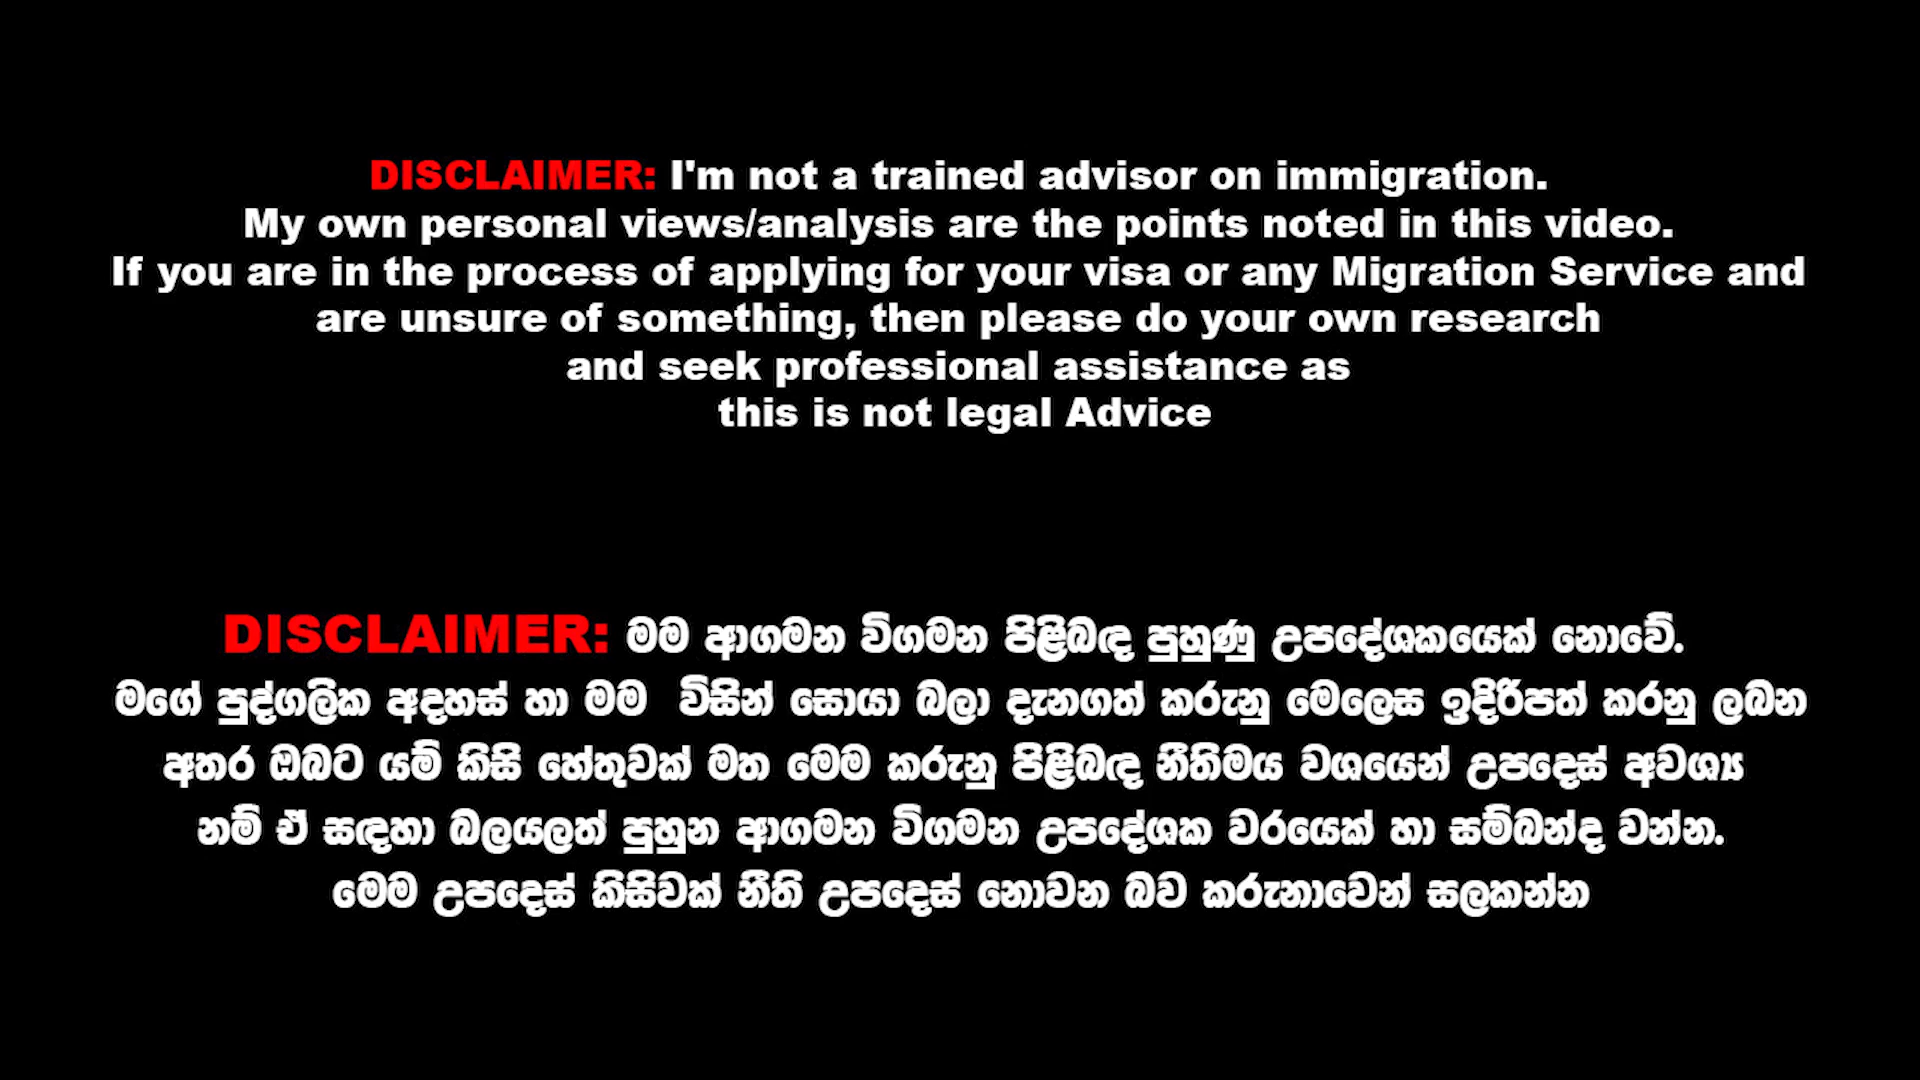 DISCLAIMER: I'm not a trained advisor on immigration.
My own personal views/analysis are the points noted in this video.
If you are in the process of applying for your visa or any Migration Service and
are unsure of something, then please do your own research
and seek professional assistance as
this is not legal Advice
DISCLAIMER: මම ආගමන විගමන පිළිබඳ පුහුණු උපදේශකයෙක් නොවේ.
මගේ පුද්ගලික අදහස් හා මම  විසින් සොයා බලා දැනගත් කරුනු මෙලෙස ඉදිරිපත් කරනු ලබන
අතර ඔබට යම් කිසි හේතුවක් මත මෙම කරුනු පිළිබඳ නීතිමය වශයෙන් උපදෙස් අවශ්‍ය
නම් ඒ සඳහා බලයලත් පුහුන ආගමන විගමන උපදේශක වරයෙක් හා සම්බන්ද වන්න.
මෙම උපදෙස් කිසිවක් නීති උපදෙස් නොවන බව කරුනාවෙන් සලකන්න